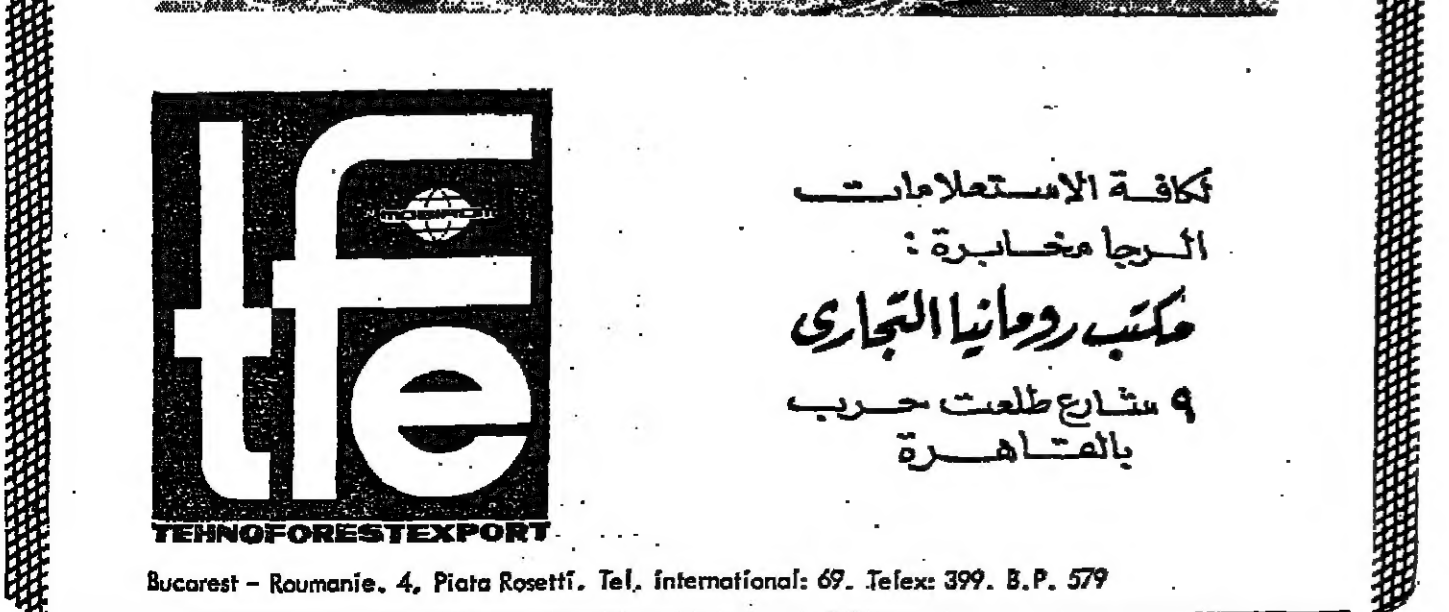 tfe
TEHNOFORESTEXPORT
لكافة الاستعلامات
الرجا مخابرة :
مكتب رومانيا التجارى
٩ شارع طلعت حرب
بالقاهرة
Bucarest – Roumanie. 4, Piata Rosetti. Tel. international: 69. Telex: 399. B.P. 579